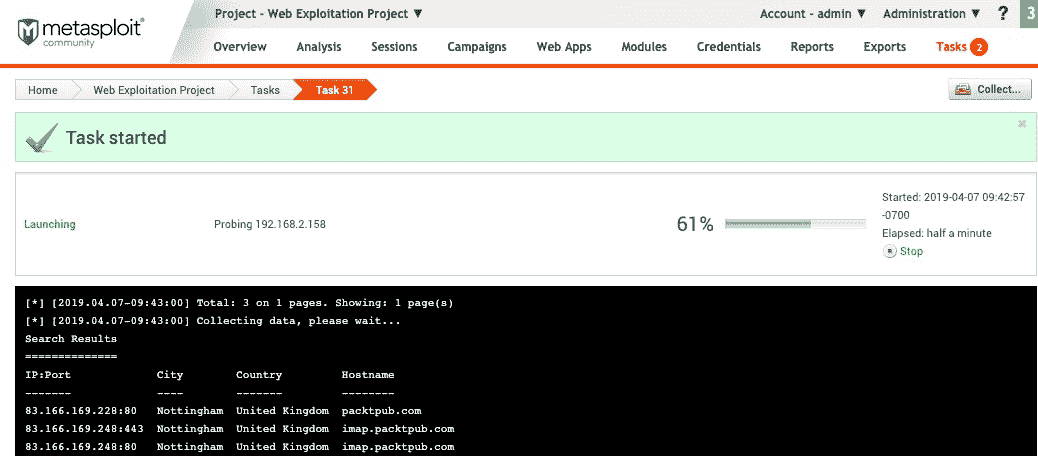 Project - Web Exploitation Project ▼ Account - admin ▼ Administration ▼ ? 3
metasploit®
community
Overview Analysis Sessions Campaigns Web Apps Modules Credentials Reports Exports Tasks 2
Home Web Exploitation Project Tasks Task 31 Collect...
Task started
Started: 2019-04-07 09:42:57
Launching Probing 192.168.2.158 61% -0700
Elapsed: half a minute
Stop
[*] [2019.04.07-09:43:00] Total: 3 on 1 pages. Showing: 1 page(s)
[*] [2019.04.07-09:43:00] Collecting data, please wait...
Search Results
==============
IP:Port City Country Hostname
------- ---- ------- --------
83.166.169.228:80 Nottingham United Kingdom packtpub.com
83.166.169.248:443 Nottingham United Kingdom imap.packtpub.com
83.166.169.248:80 Nottingham United Kingdom imap.packtpub.com